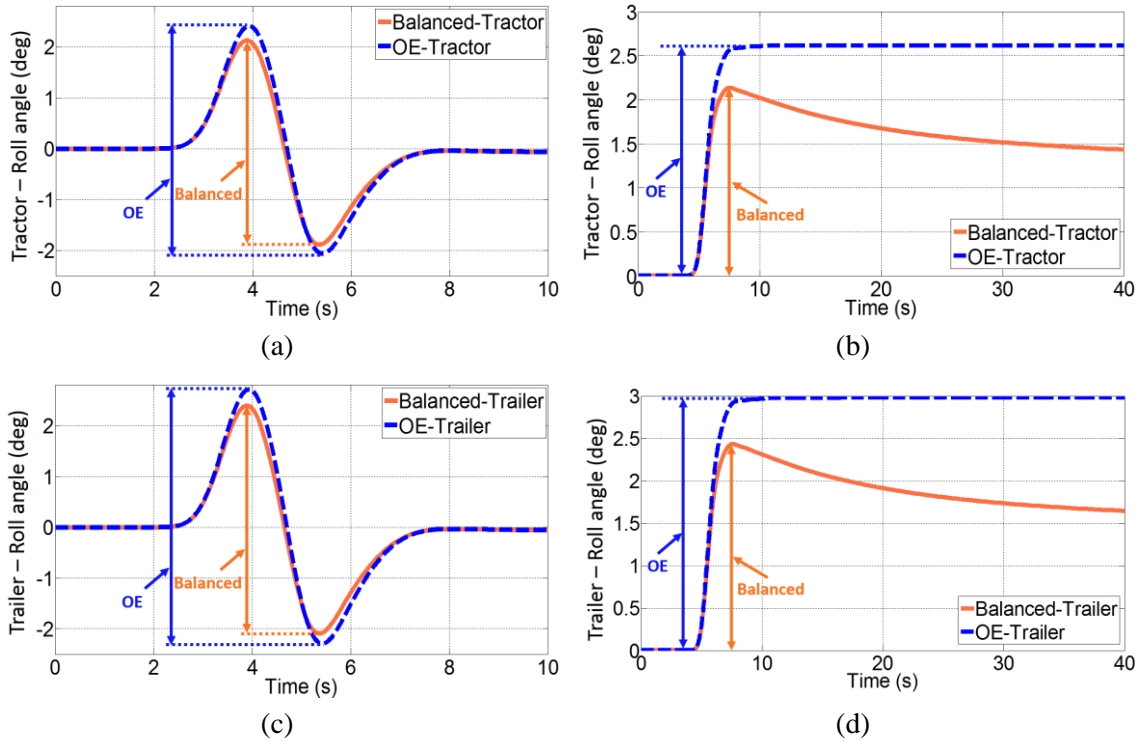 Tractor – Roll angle (deg)
2
1
0
-1
-2
Balanced-Tractor
OE-Tractor
OE
Balanced
0 2 4 6 8 10
Time (s)
(a)
Tractor – Roll angle (deg)
3
2.5
2
1.5
1
0.5
0
OE
Balanced
Balanced-Tractor
OE-Tractor
0 10 20 30 40
Time (s)
(b)
Trailer – Roll angle (deg)
2
1
0
-1
-2
Balanced-Trailer
OE-Trailer
Balanced
OE
0 2 4 6 8 10
Time (s)
(c)
Trailer – Roll angle (deg)
3
2.5
2
1.5
1
0.5
0
OE
Balanced
Balanced-Trailer
OE-Trailer
0 10 20 30 40
Time (s)
(d)